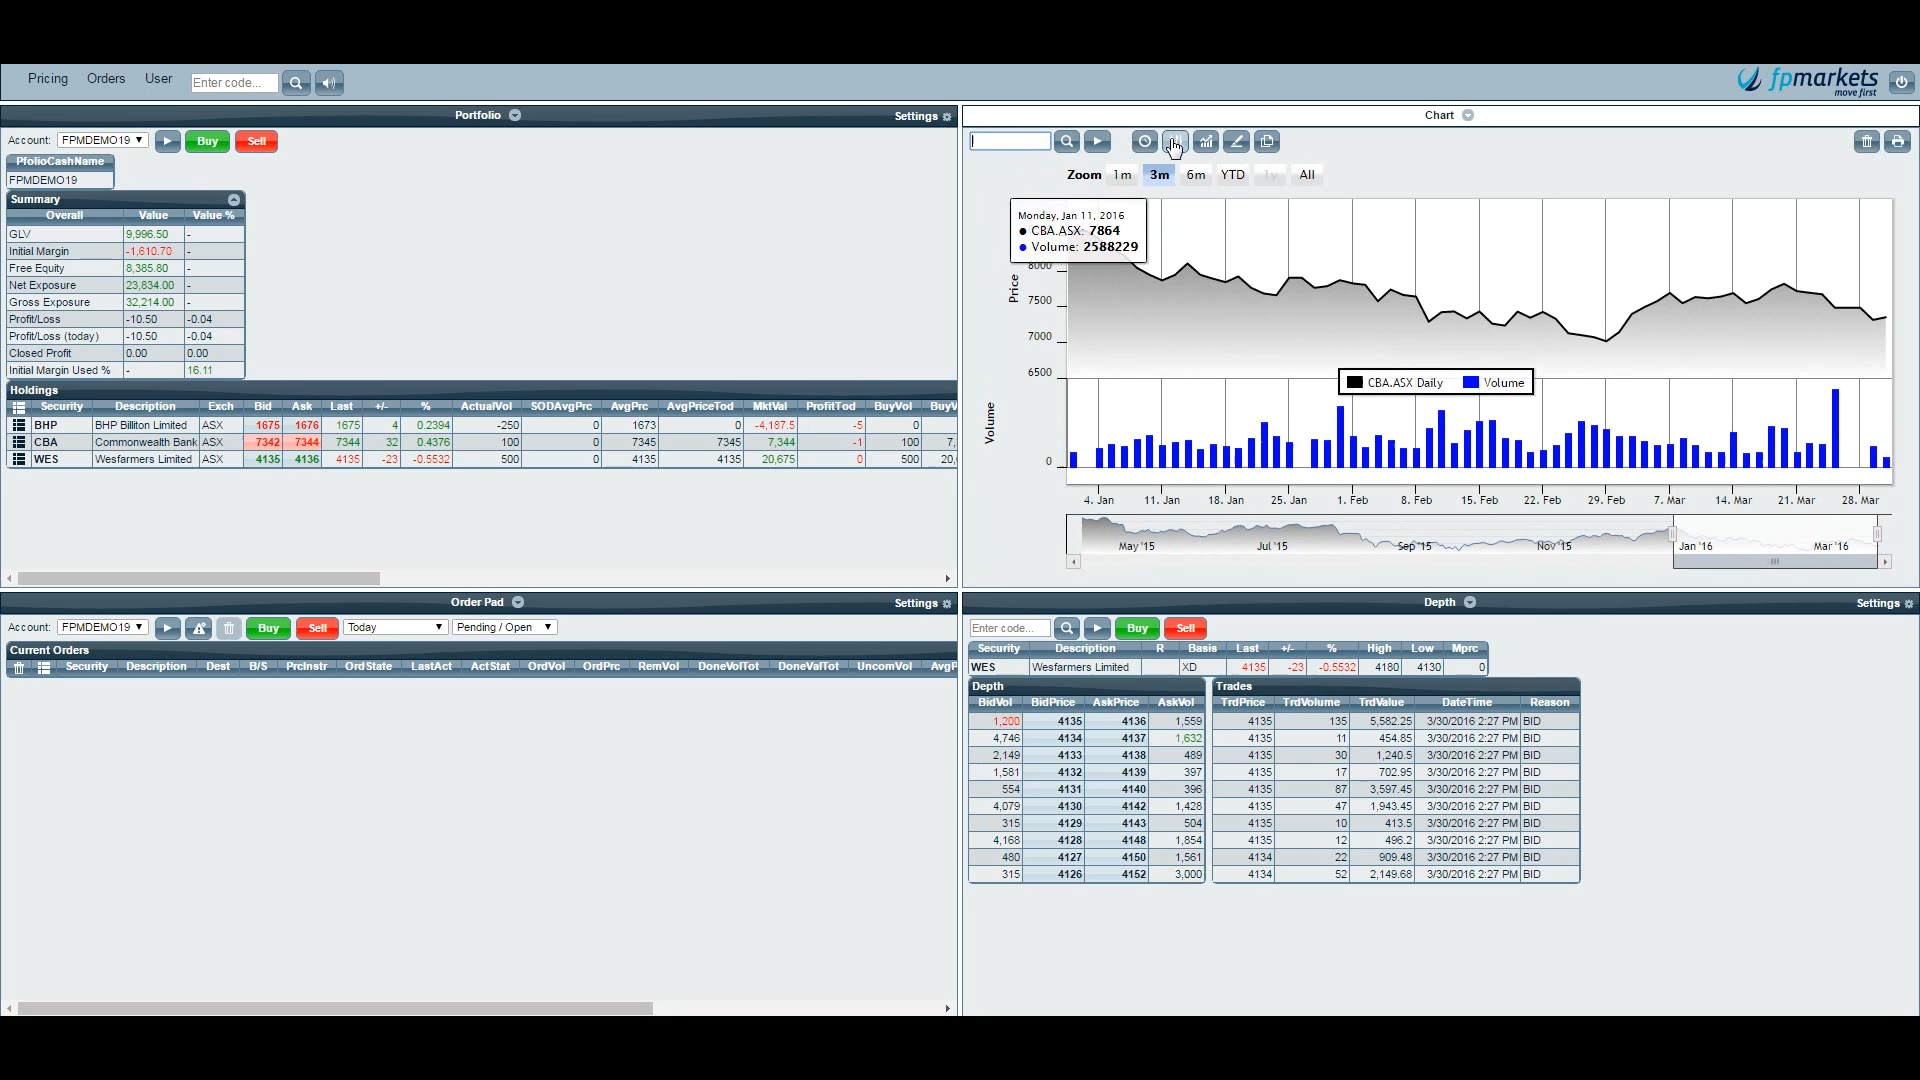 Pricing Orders User Enter code...
fpmarkets
move first
Portfolio Settings
Account: FPMDEMO19 Buy Sell
PfolioCashName
FPMDEMO19
Summary
Overall Value Value %
GLV 9,996.50 -
Initial Margin -1,610.70 -
Free Equity 8,385.80 -
Net Exposure 23,834.00 -
Gross Exposure 32,214.00 -
Profit/Loss -10.50 -0.04
Profit/Loss (today) -10.50 -0.04
Closed Profit 0.00 0.00
Initial Margin Used % - 16.11
Holdings
Security Description Exch Bid Ask Last +/- % ActualVol SODAvgPrc AvgPrc AvgPriceTod MktVal ProfitTod BuyVol
BHP BHP Billiton Limited ASX 1675 1676 1675 4 0.2394 -250 0 1673 0 -4,187.5 -5 0
CBA Commonwealth Bank ASX 7342 7344 7344 32 0.4376 100 0 7345 7345 7,344 -1 100 7,
WES Wesfarmers Limited ASX 4135 4136 4135 -23 -0.5532 500 0 4135 4135 20,675 0 500 20,
Chart
Zoom 1m 3m 6m YTD 1y All
Monday, Jan 11, 2016
CBA.ASX: 7864
Volume: 2588229
Price
8000
7500
7000
6500
CBA.ASX Daily Volume
Volume
0
4. Jan 11. Jan 18. Jan 25. Jan 1. Feb 8. Feb 15. Feb 22. Feb 29. Feb 7. Mar 14. Mar 21. Mar 28. Mar
May '15 Jul '15 Sep '15 Nov '15 Jan '16 Mar '16
Order Pad Settings
Account: FPMDEMO19 Buy Sell Today Pending / Open
Current Orders
Security Description Dest B/S PrcInstr OrdState LastAct ActStat OrdVol OrdPrc RemVol DoneVolTot DoneValTot UncomVol
Depth Settings
Enter code... Buy Sell
Security Description R Basis Last +/- % High Low Mprc
WES Wesfarmers Limited XD 4135 -23 -0.5532 4180 4130 0
Depth Trades
BidVol BidPrice AskPrice AskVol TrdPrice TrdVolume TrdValue DateTime Reason
1,200 4135 4136 1,559 4135 135 5,582.25 3/30/2016 2:27 PM BID
4,746 4134 4137 1,632 4135 11 454.85 3/30/2016 2:27 PM BID
2,149 4133 4138 489 4135 30 1,240.5 3/30/2016 2:27 PM BID
1,581 4132 4139 397 4135 17 702.95 3/30/2016 2:27 PM BID
554 4131 4140 396 4135 87 3,597.45 3/30/2016 2:27 PM BID
4,079 4130 4142 1,428 4135 47 1,943.45 3/30/2016 2:27 PM BID
315 4129 4143 504 4135 10 413.5 3/30/2016 2:27 PM BID
4,168 4128 4148 1,854 4135 12 496.2 3/30/2016 2:27 PM BID
480 4127 4150 1,561 4134 22 909.48 3/30/2016 2:27 PM BID
315 4126 4152 3,000 4134 52 2,149.68 3/30/2016 2:27 PM BID